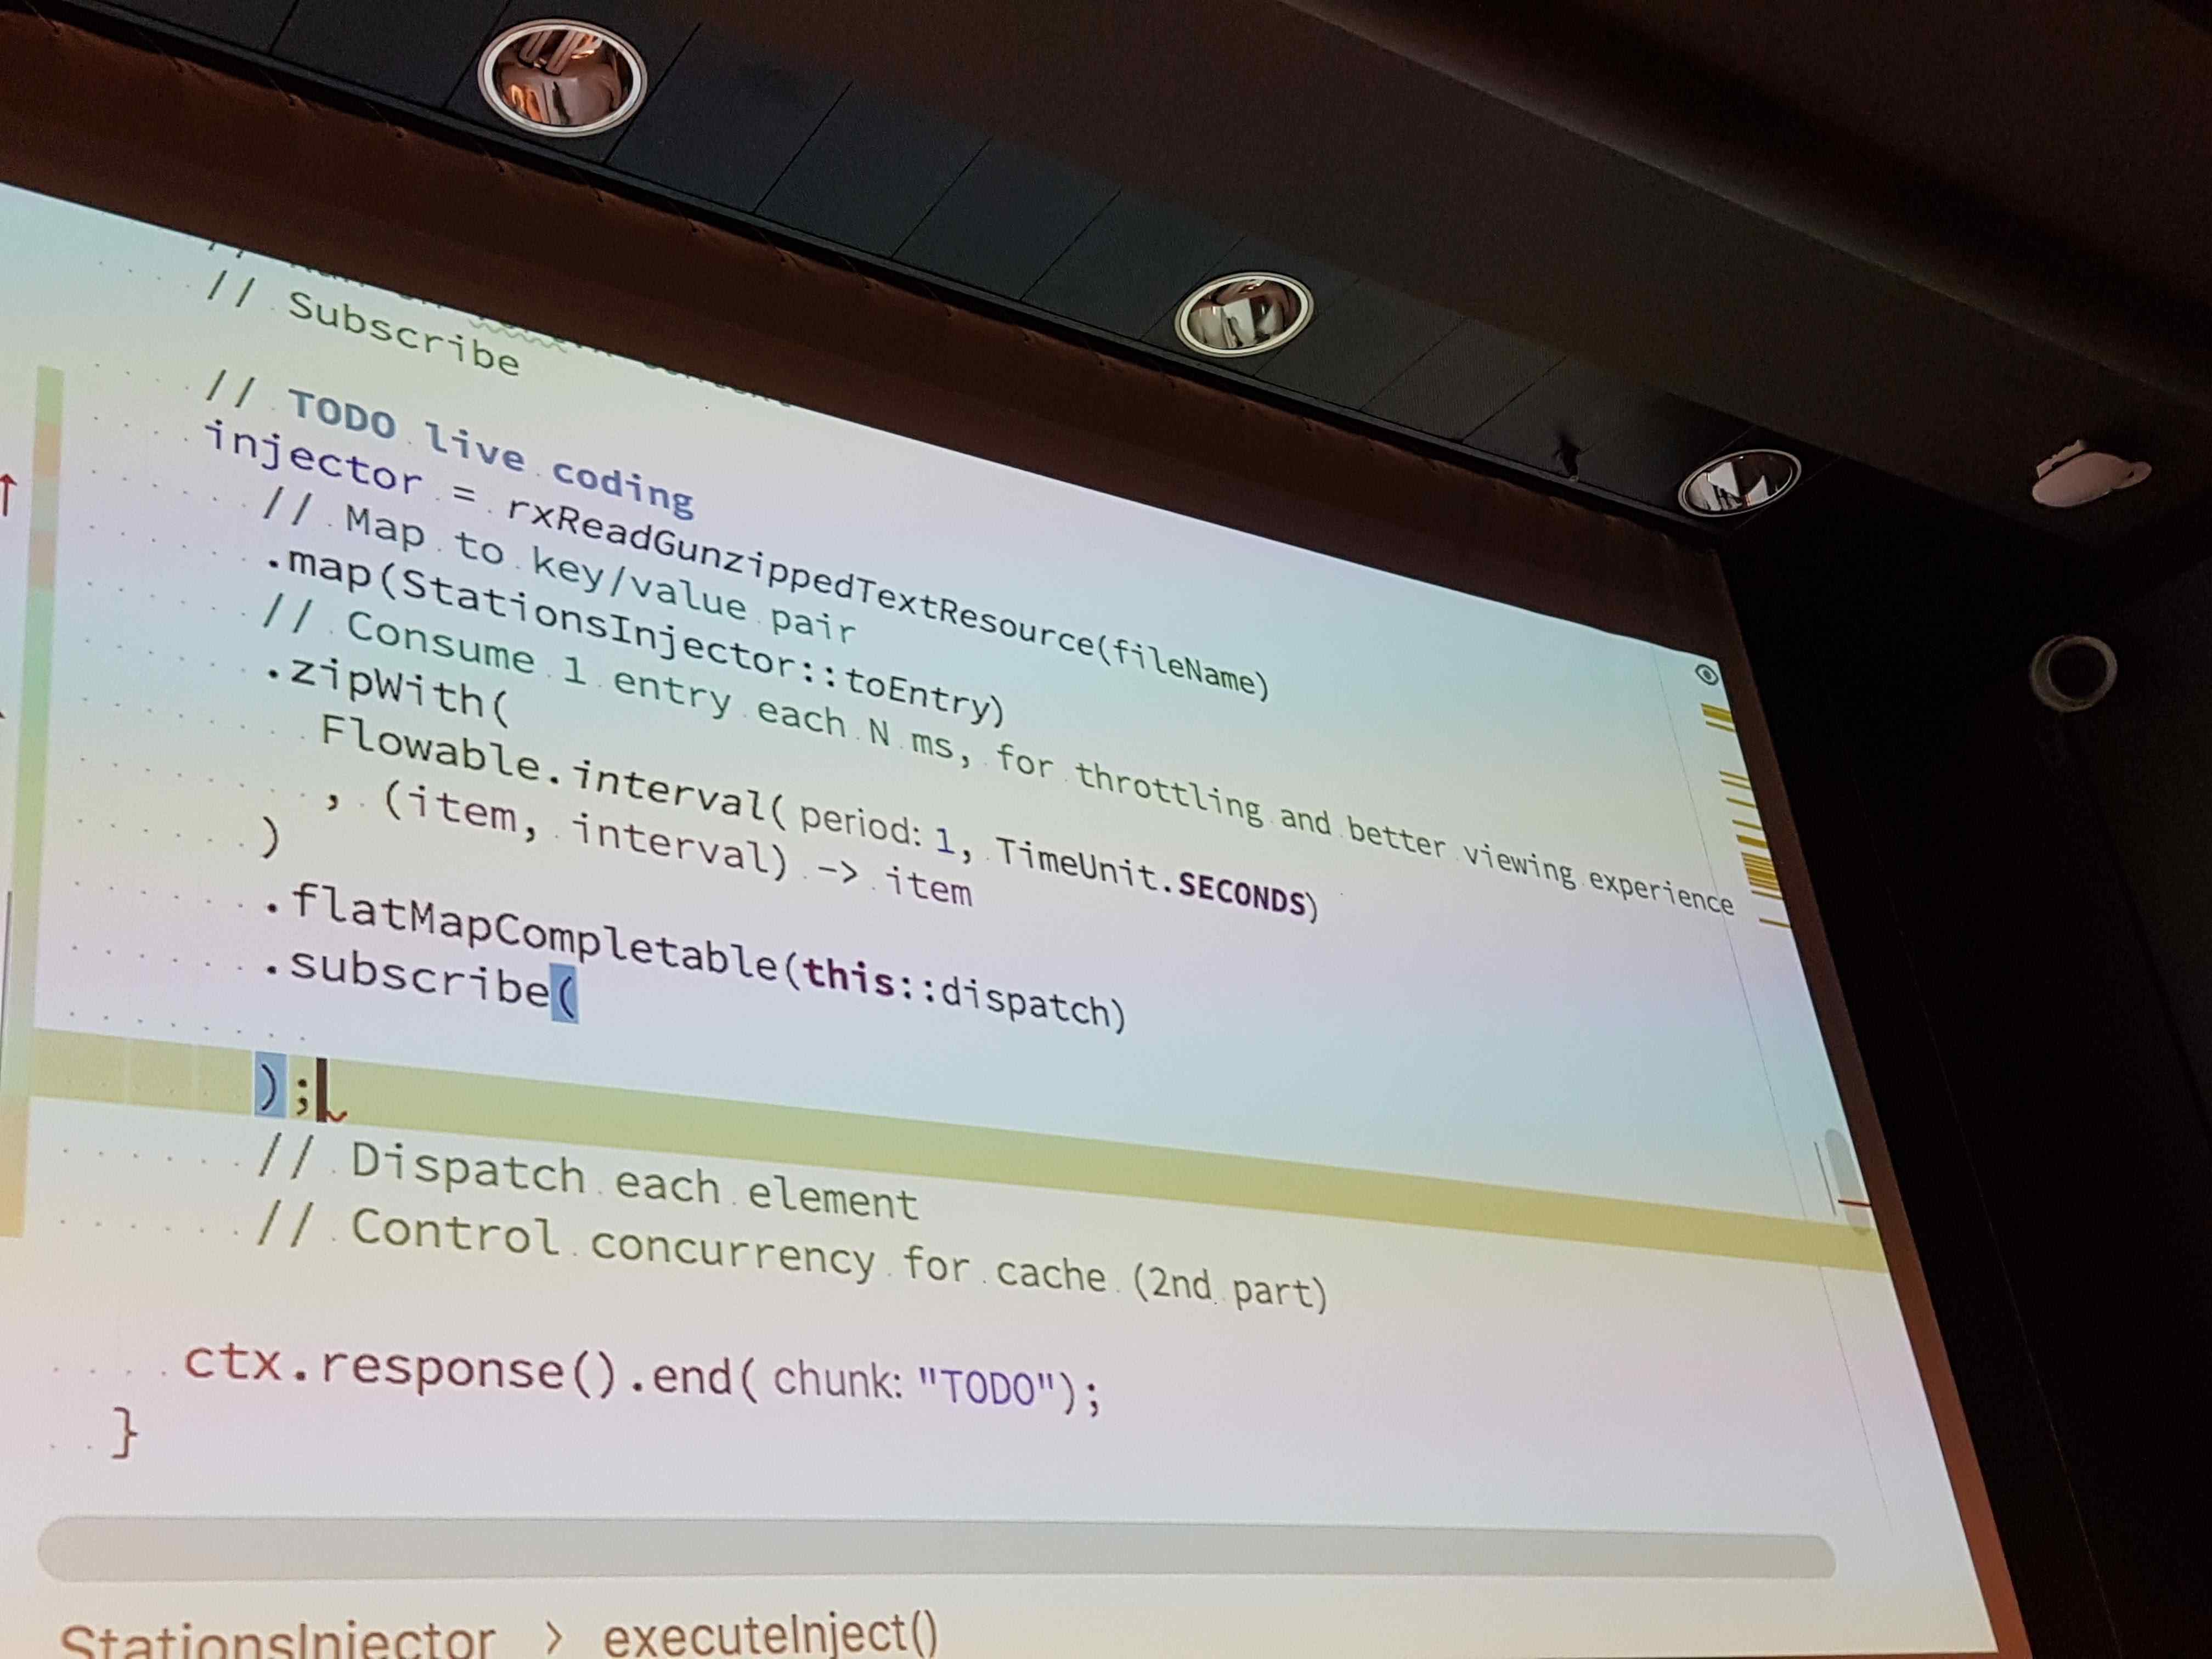 // Subscribe
// TODO live coding
injector = rxReadGunzippedTextResource(fileName)
// Map to key/value pair
.map(StationsInjector::toEntry)
// Consume 1 entry each N ms, for throttling and better viewing experience
.zipWith(
Flowable.interval( period: 1, TimeUnit.SECONDS)
, (item, interval) -> item
)
.flatMapCompletable(this::dispatch)
.subscribe(
);
// Dispatch each element
// Control concurrency for cache (2nd part)
ctx.response().end( chunk: "TODO");
}
StationsInjector > executeInject()